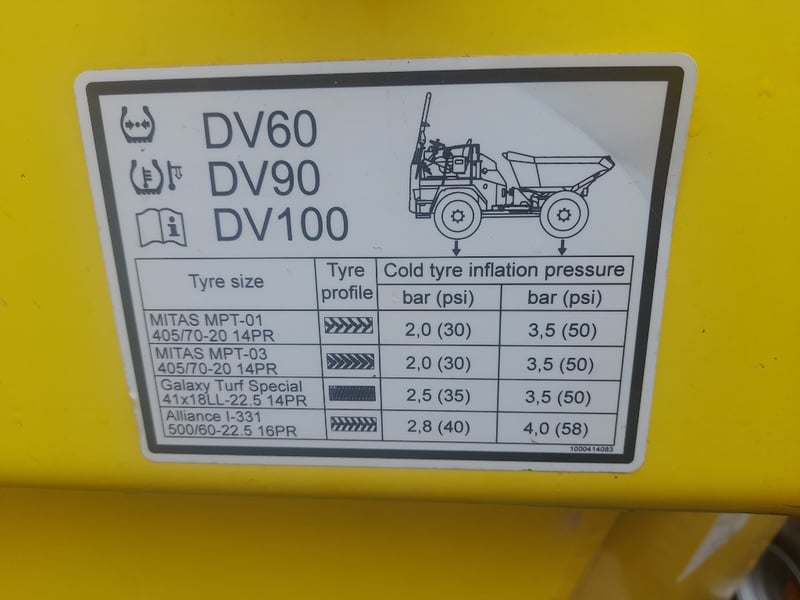 DV60
DV90
DV100
Tyre size Tyre profile Cold tyre inflation pressure
bar (psi) bar (psi)
MITAS MPT-01
405/70-20 14PR 2,0 (30) 3,5 (50)
MITAS MPT-03
405/70-20 14PR 2,0 (30) 3,5 (50)
Galaxy Turf Special
41x18LL-22.5 14PR 2,5 (35) 3,5 (50)
Alliance I-331
500/60-22.5 16PR 2,8 (40) 4,0 (58)
1000414083